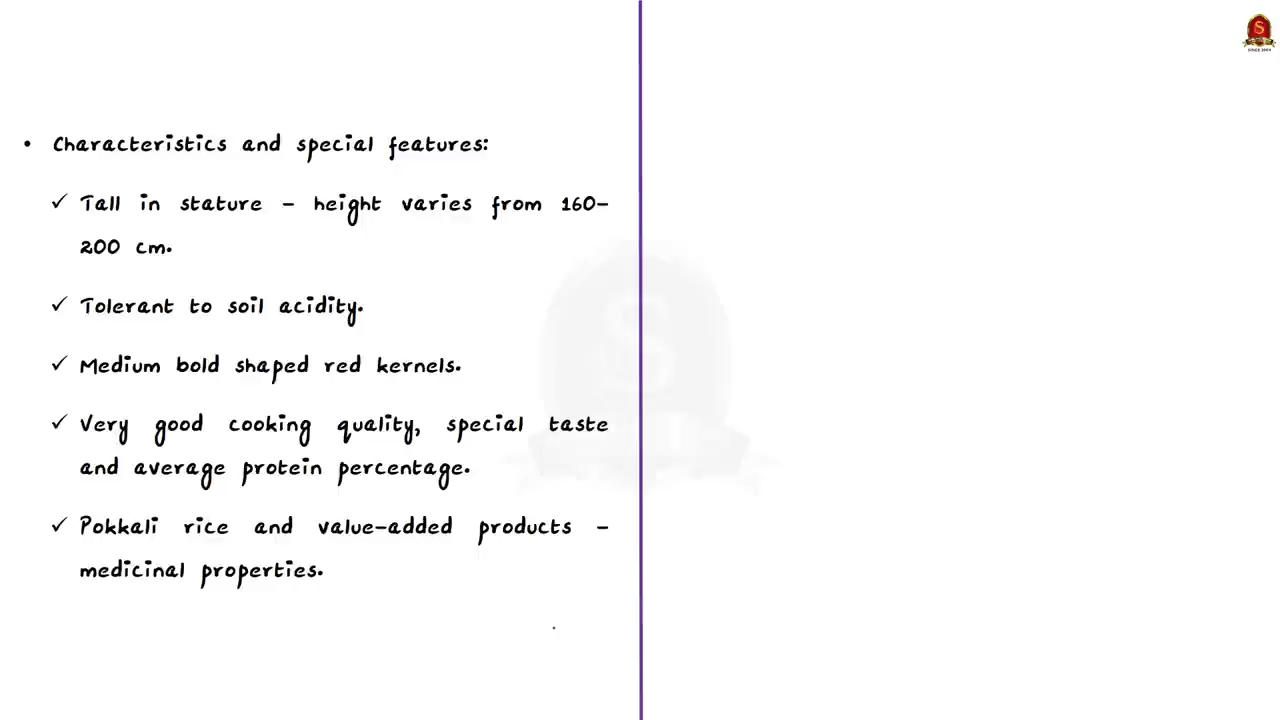 • Characteristics and special features:
✓ Tall in stature – height varies from 160–
200 cm.
✓ Tolerant to soil acidity.
✓ Medium bold shaped red kernels.
✓ Very good cooking quality, special taste
and average protein percentage.
✓ Pokkali rice and value-added products –
medicinal properties.
S
SINCE 2004